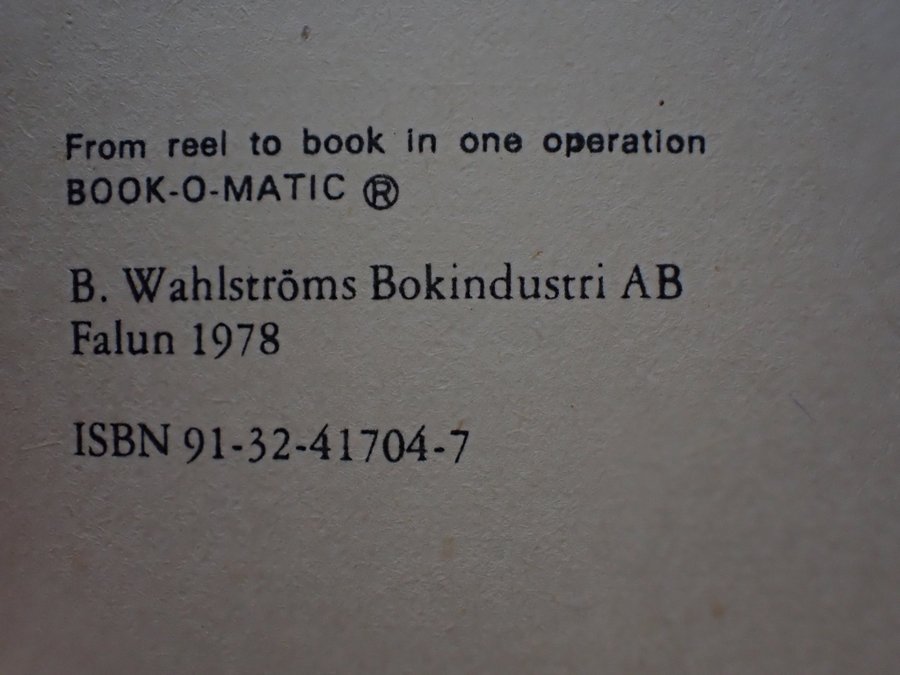 From reel to book in one operation
BOOK-O-MATIC ®
B. Wahlströms Bokindustri AB
Falun 1978
ISBN 91-32-41704-7